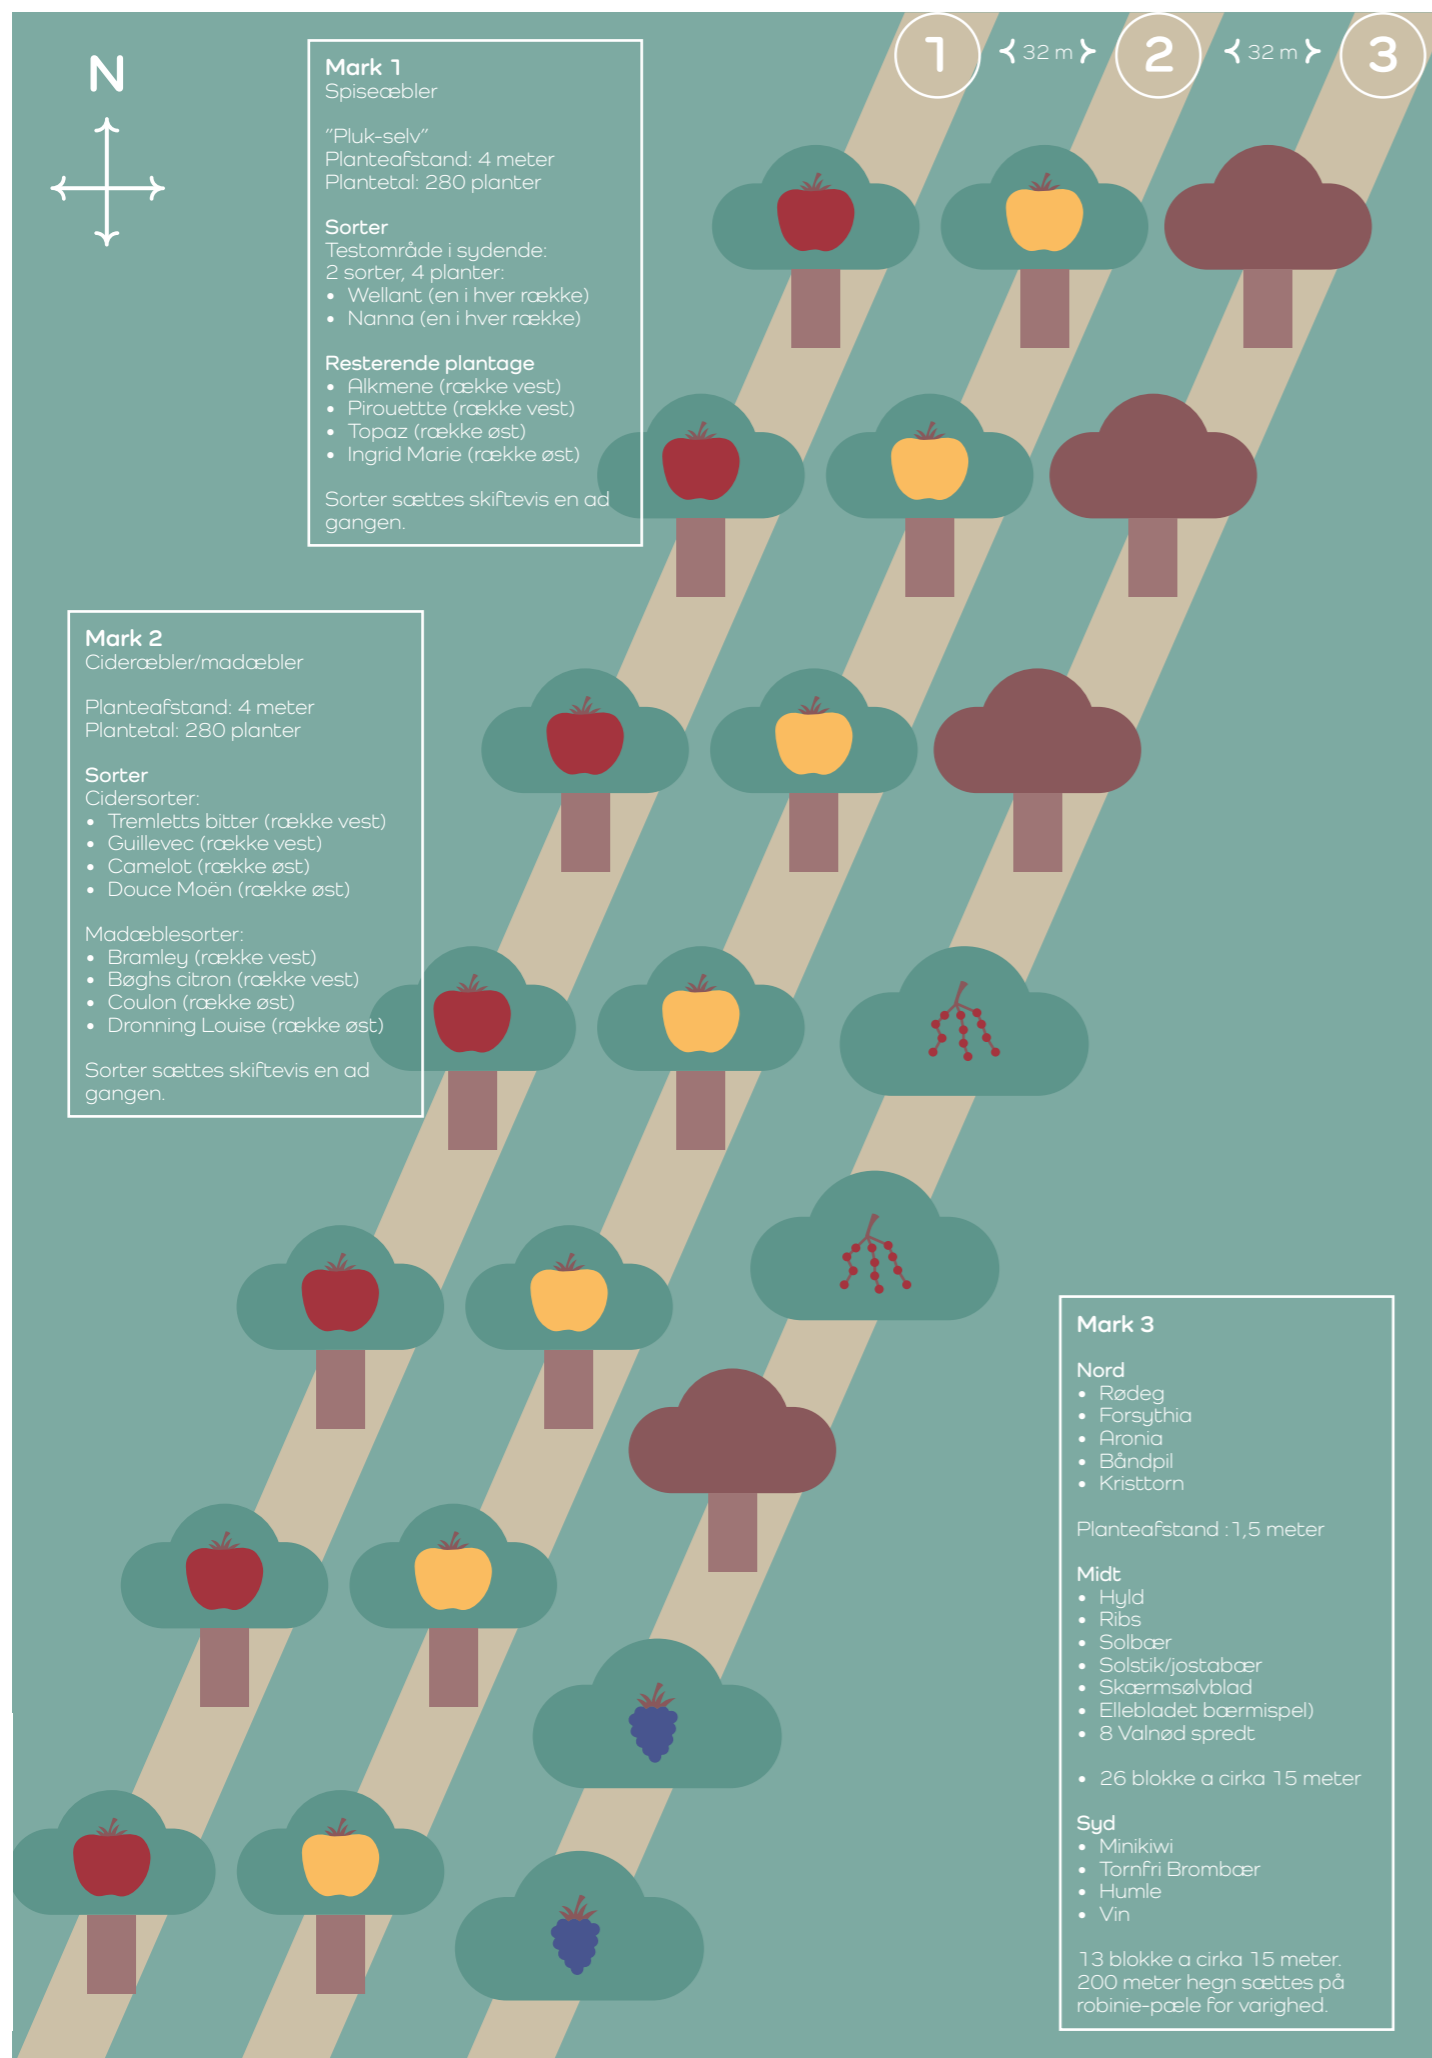 N
1
32 m
2
32 m
3
Mark 1
Spiseæbler
”Pluk-selv”
Planteafstand: 4 meter
Plantetal: 280 planter
Sorter
Testområde i sydende:
2 sorter, 4 planter:
• Wellant (en i hver række)
• Nanna (en i hver række)
Resterende plantage
• Alkmene (række vest)
• Pirouettte (række vest)
• Topaz (række øst)
• Ingrid Marie (række øst)
Sorter sættes skiftevis en ad
gangen.
Mark 2
Cideræbler/madæbler
Planteafstand: 4 meter
Plantetal: 280 planter
Sorter
Cidersorter:
• Tremletts bitter (række vest)
• Guillevec (række vest)
• Camelot (række øst)
• Douce Moën (række øst)
Madæblesorter:
• Bramley (række vest)
• Bøghs citron (række vest)
• Coulon (række øst)
• Dronning Louise (række øst)
Sorter sættes skiftevis en ad
gangen.
Mark 3
Nord
• Rødeg
• Forsythia
• Aronia
• Båndpil
• Kristtorn
Planteafstand : 1,5 meter
Midt
• Hyld
• Ribs
• Solbær
• Solstik/jostabær
• Skærmsølvblad
• Ellebladet bærmispel)
• 8 Valnød spredt
• 26 blokke a cirka 15 meter
Syd
• Minikiwi
• Tornfri Brombær
• Humle
• Vin
13 blokke a cirka 15 meter.
200 meter hegn sættes på
robinie-pæle for varighed.